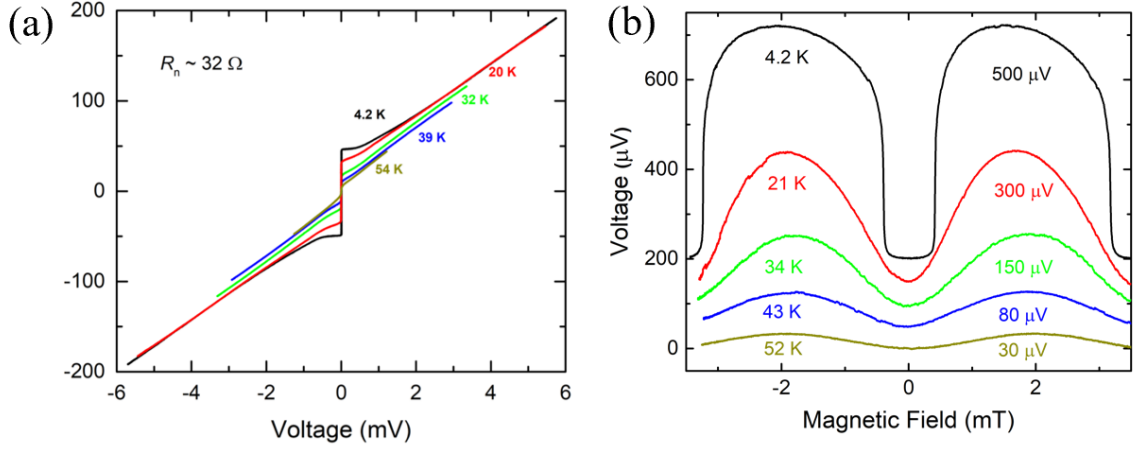 (a)
200
100
0
-100
-200
R_n ~ 32 Ω
20 K
32 K
4.2 K
39 K
54 K
-6 -4 -2 0 2 4 6
Voltage (mV)
(b)
Voltage (μV)
600
400
200
0
4.2 K 500 μV
21 K 300 μV
34 K 150 μV
43 K 80 μV
52 K 30 μV
-2 0 2
Magnetic Field (mT)